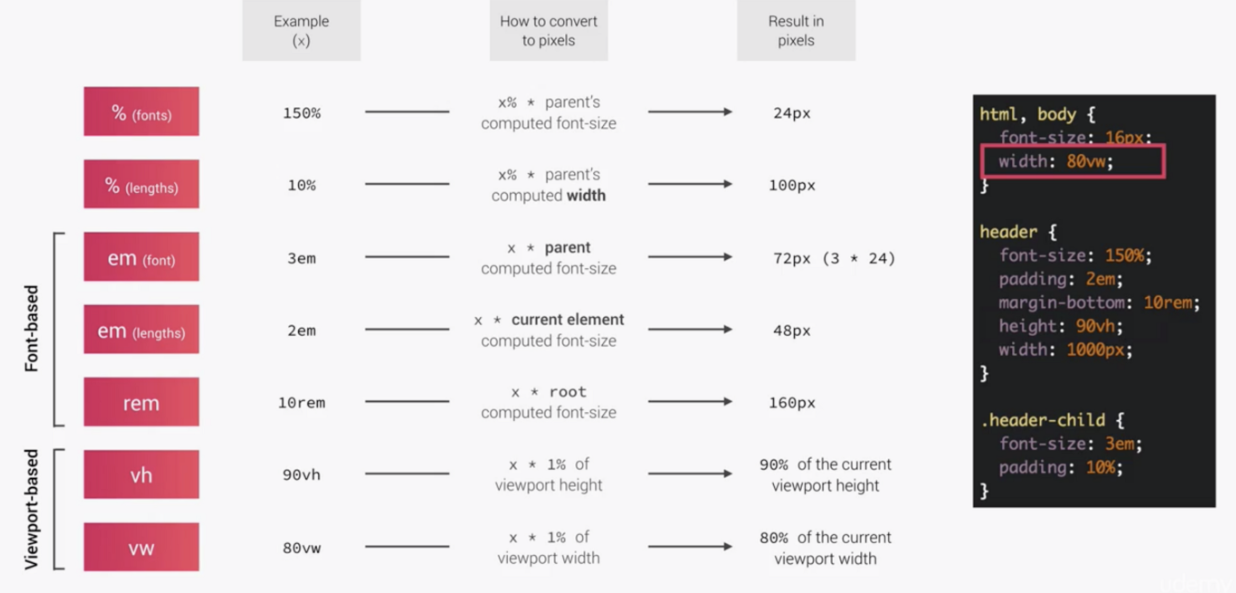 Example
(x)
How to convert
to pixels
Result in
pixels
% (fonts)
150%
x% * parent's
computed font-size
24px
% (lengths)
10%
x% * parent's
computed width
100px
Font-based
em (font)
3em
x * parent
computed font-size
72px (3 * 24)
em (lengths)
2em
x * current element
computed font-size
48px
rem
10rem
x * root
computed font-size
160px
Viewport-based
vh
90vh
x * 1% of
viewport height
90% of the current
viewport height
vw
80vw
x * 1% of
viewport width
80% of the current
viewport width
html, body {
font-size: 16px;
width: 80vw;
}
header {
font-size: 150%;
padding: 2em;
margin-bottom: 10rem;
height: 90vh;
width: 1000px;
}
.header-child {
font-size: 3em;
padding: 10%;
}